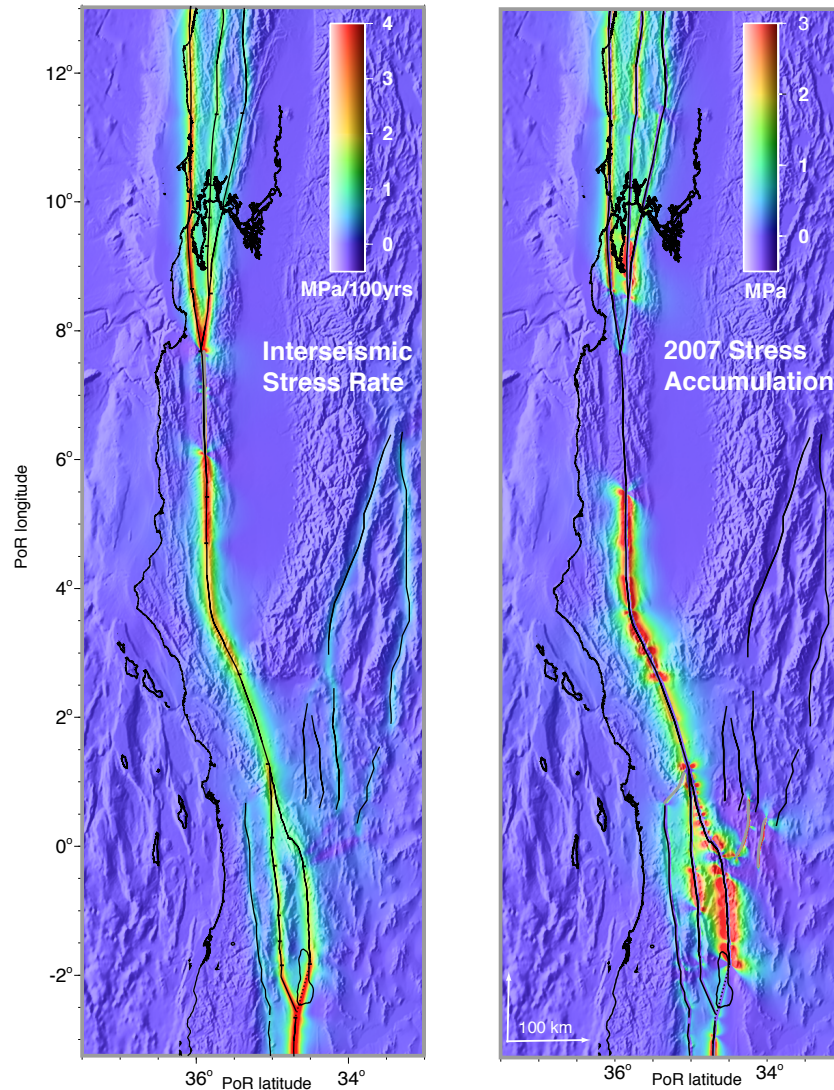 4
3
2
2
1
1
0
0
MPa/100yrs
MPa
Interseismic
Stress Rate
2007 Stress
Accumulation
12°
10°
8°
6°
4°
2°
0°
-2°
PoR longitude
100 km
36°
34°
36°
34°
PoR latitude
PoR latitude